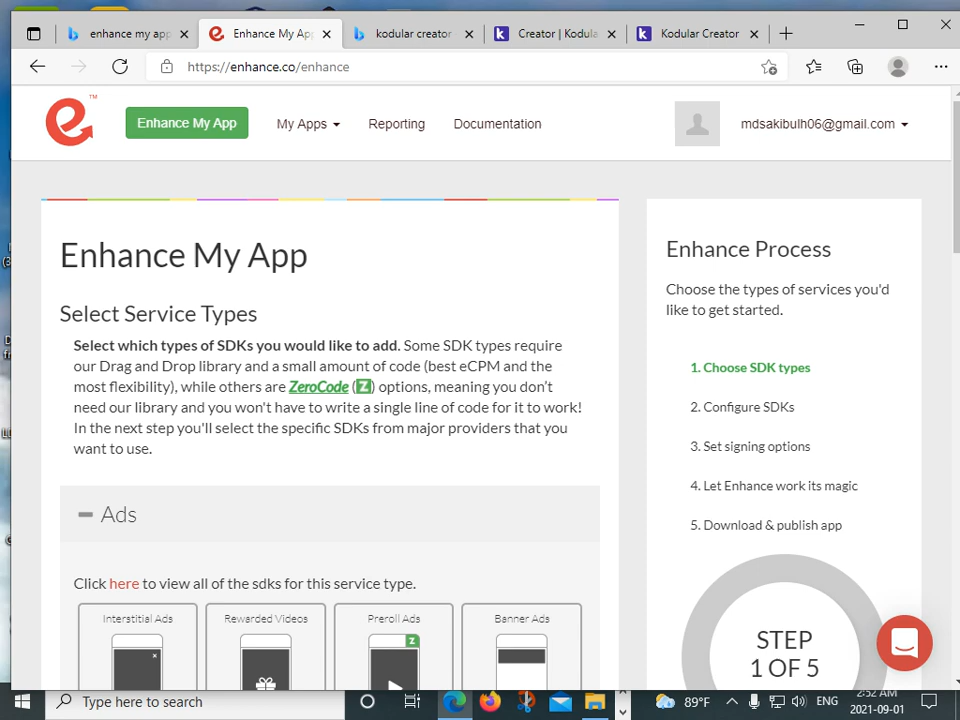 enhance my app
Enhance My App
kodular creator
Creator | Kodula
Kodular Creator
https://enhance.co/enhance
e
™
Enhance My App
My Apps
Reporting
Documentation
mdsakibulh06@gmail.com
Enhance My App
Select Service Types
Select which types of SDKs you would like to add. Some SDK types require
our Drag and Drop library and a small amount of code (best eCPM and the
most flexibility), while others are ZeroCode (Z) options, meaning you don't
need our library and you won't have to write a single line of code for it to work!
In the next step you'll select the specific SDKs from major providers that you
want to use.
Ads
Click here to view all of the sdks for this service type.
Interstitial Ads
Rewarded Videos
Preroll Ads
Banner Ads
Z
Enhance Process
Choose the types of services you'd
like to get started.
1. Choose SDK types
2. Configure SDKs
3. Set signing options
4. Let Enhance work its magic
5. Download & publish app
STEP
1 OF 5
Type here to search
89°F
ENG
2:52 AM
2021-09-01